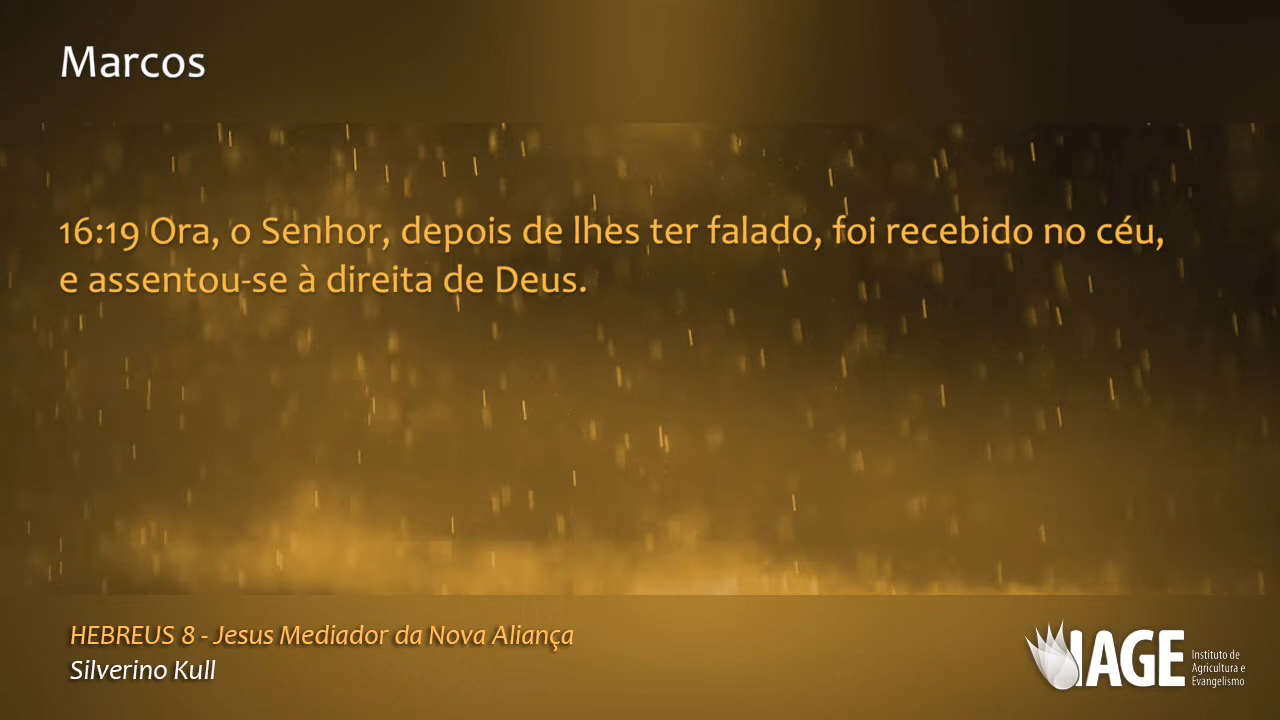 Marcos
16:19 Ora, o Senhor, depois de lhes ter falado, foi recebido no céu,
e assentou-se à direita de Deus.
HEBREUS 8 - Jesus Mediador da Nova Aliança
Silverino Kull
IAGE
Instituto de
Agricultura e
Evangelismo